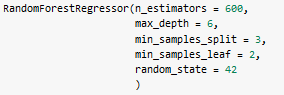 RandomForestRegressor(n_estimators = 600,
max_depth = 6,
min_samples_split = 3,
min_samples_leaf = 2,
random_state = 42
)